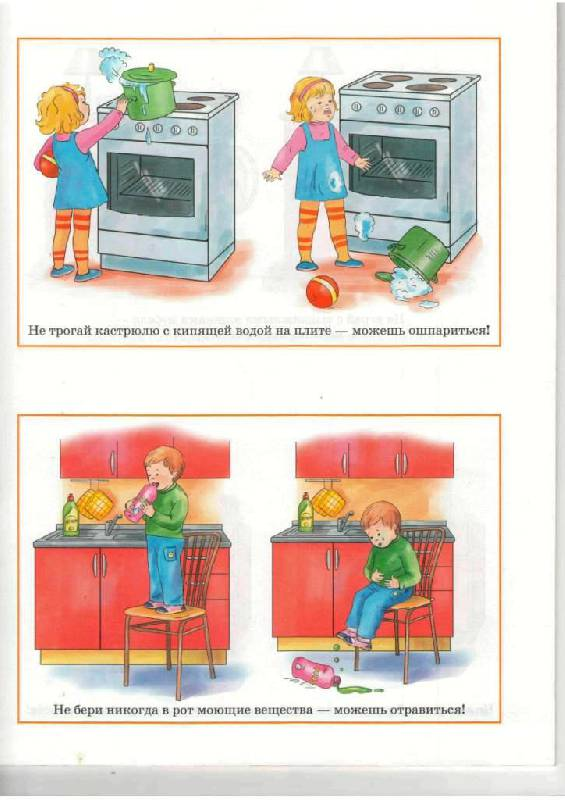 Не трогай кастрюлю с кипящей водой на плите — можешь ошпариться!
Не бери никогда в рот моющие вещества — можешь отравиться!